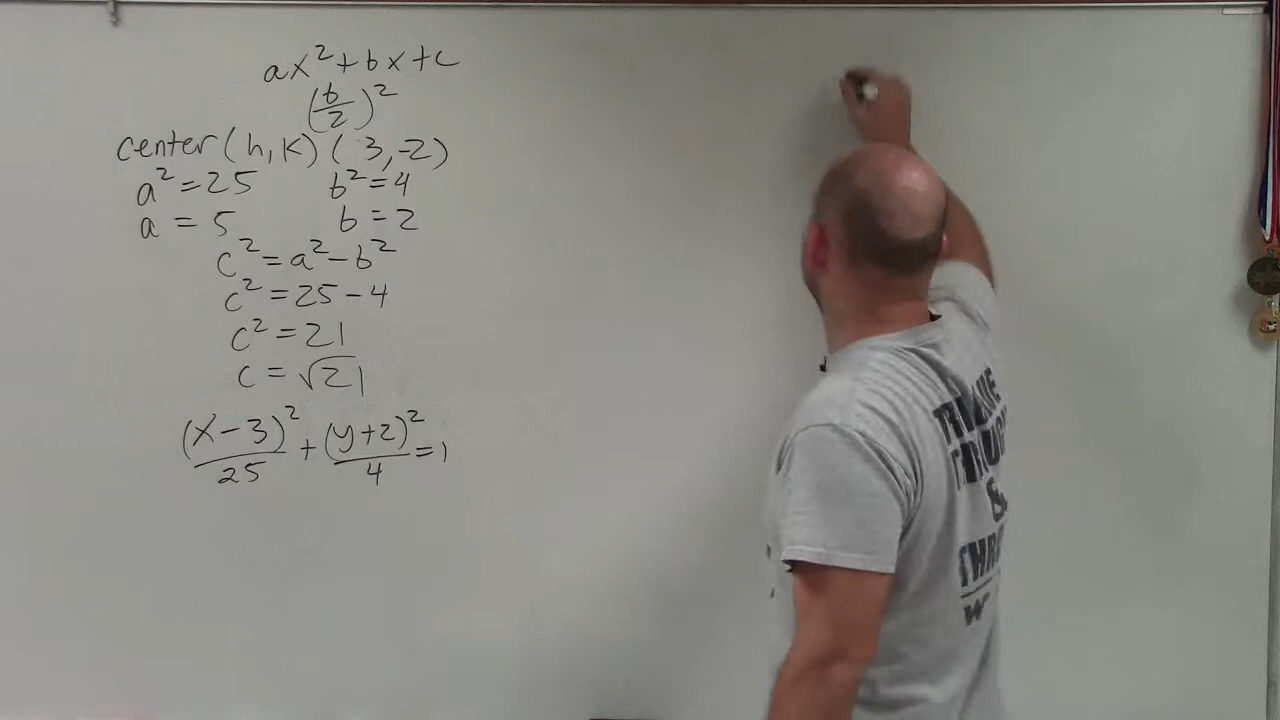 ax²+bx+c
(b/2)²
center (h,k) (3,-2)
a²=25 b²=4
a = 5 b = 2
c²=a²-b²
c²=25-4
c²=21
c=√21
(x-3)²/25 + (y+2)²/4 = 1
&